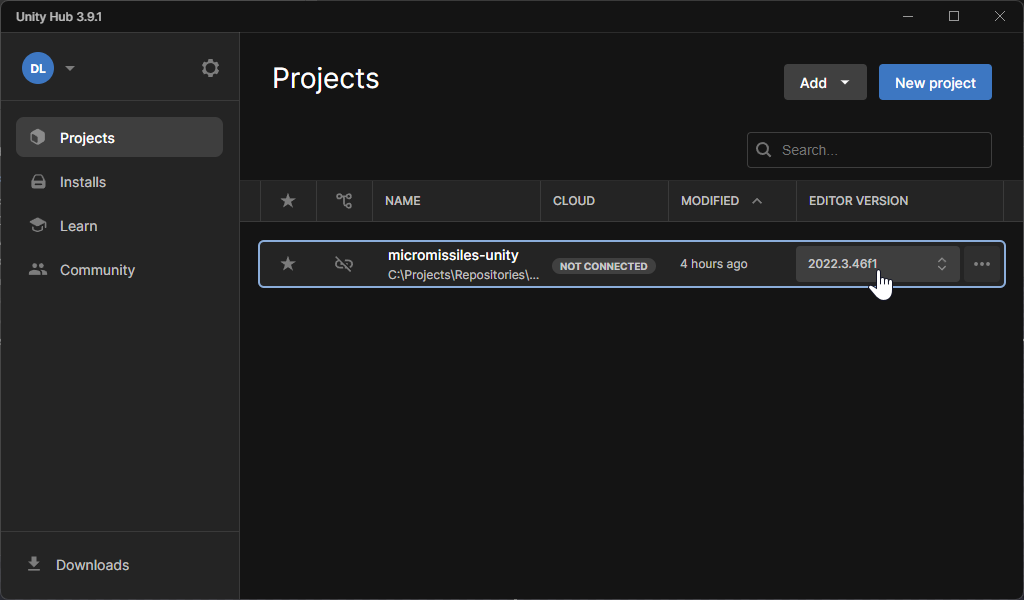 Unity Hub 3.9.1
DL
Projects
Installs
Learn
Community
Downloads
Projects
Add
New project
Search...
NAME
CLOUD
MODIFIED
EDITOR VERSION
micromissiles-unity
C:\Projects\Repositories\...
NOT CONNECTED
4 hours ago
2022.3.46f1